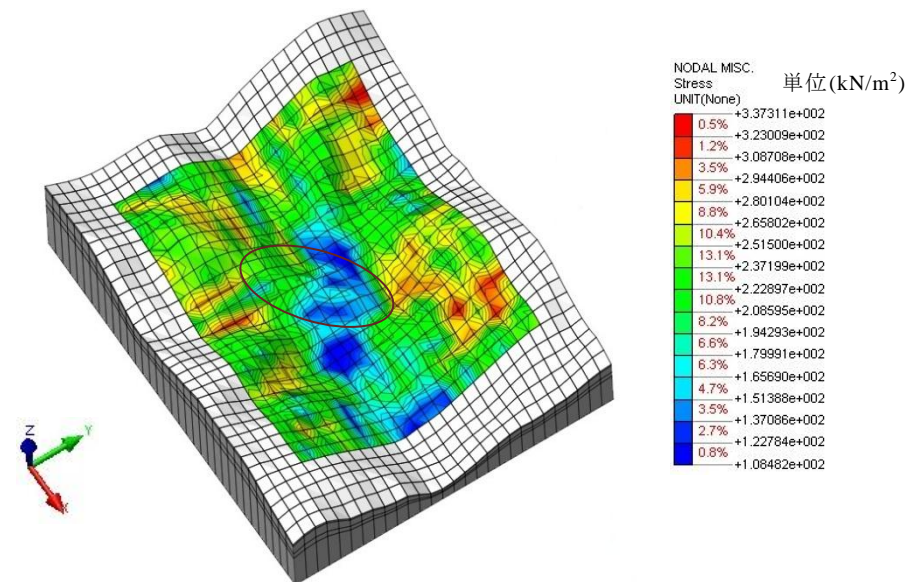 NODAL MISC.
Stress
単位(kN/m²)
UNIT(None)
+3.37311e+002
0.5%
+3.23009e+002
1.2%
+3.08708e+002
3.5%
+2.94406e+002
5.9%
+2.80104e+002
8.8%
+2.65802e+002
10.4%
+2.51500e+002
13.1%
+2.37199e+002
13.1%
+2.22897e+002
10.8%
+2.08595e+002
8.2%
+1.94293e+002
6.6%
+1.79991e+002
6.3%
+1.65690e+002
4.7%
+1.51388e+002
3.5%
+1.37086e+002
2.7%
+1.22784e+002
0.8%
+1.08482e+002
Z
Y
X